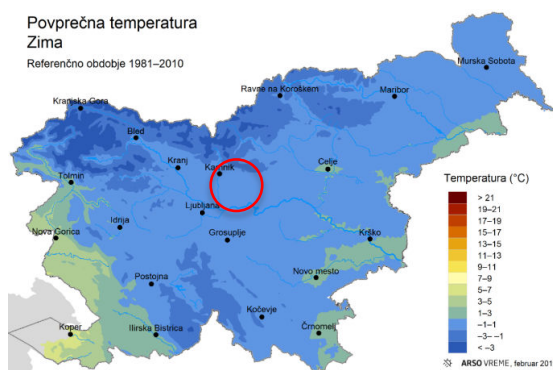 Povprečna temperatura
Zima
Referenčno obdobje 1981–2010
Murska Sobota
Ravne na Koroškem
Maribor
Kranjska Gora
Bled
Kranj
Kamnik
Celje
Tolmin
Ljubljana
Idrija
Nova Gorica
Grosuplje
Krško
Postojna
Novo mesto
Kočevje
Koper
Ilirska Bistrica
Črnomelj
Temperatura (°C)
> 21
19–21
17–19
15–17
13–15
11–13
9–11
7–9
5–7
3–5
1–3
-1–1
-3–-1
< -3
ARSO VREME, februar 201